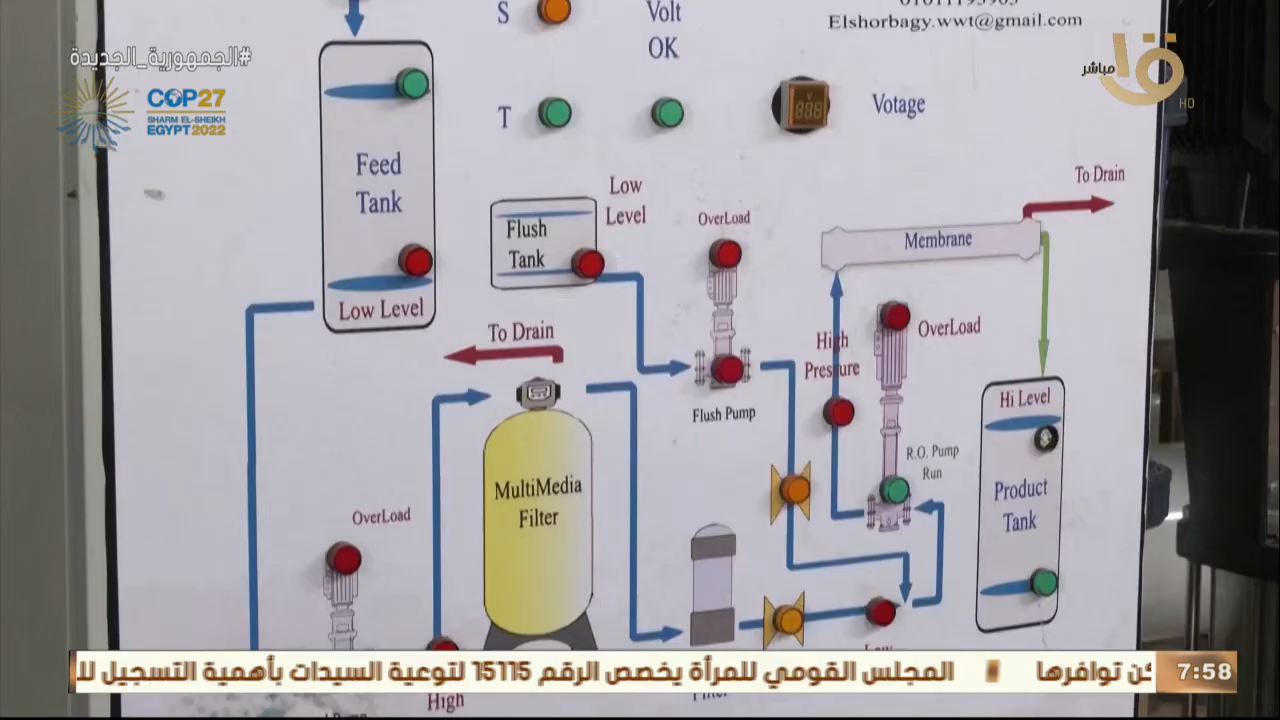 S
Volt
OK
Elshorbagy.wwt@gmail.com
#الجمهورية_الجديدة
COP27
SHARM EL-SHEIKH
EGYPT 2022
مباشر
HD
T
888
Votage
Feed
Tank
Low Level
Flush
Tank
Low
Level
OverLoad
To Drain
Membrane
To Drain
High
Pressure
OverLoad
Flush Pump
Hi Level
R.O. Pump
Run
Product
Tank
MultiMedia
Filter
OverLoad
كن توافرها
المجلس القومي للمرأة يخصص الرقم 15115 لتوعية السيدات بأهمية التسجيل للا
7:58
High